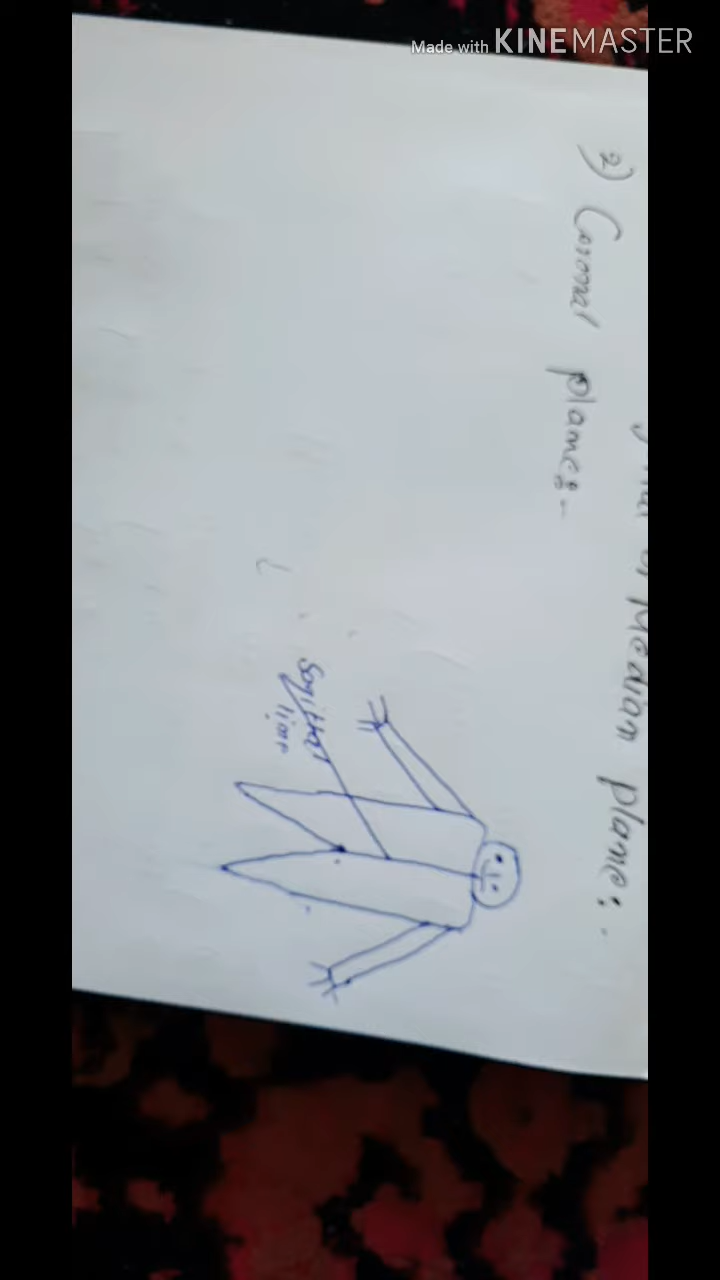 Made with KINEMASTER
Median plane:-
2) Coronal planes:-
Sagittal
line